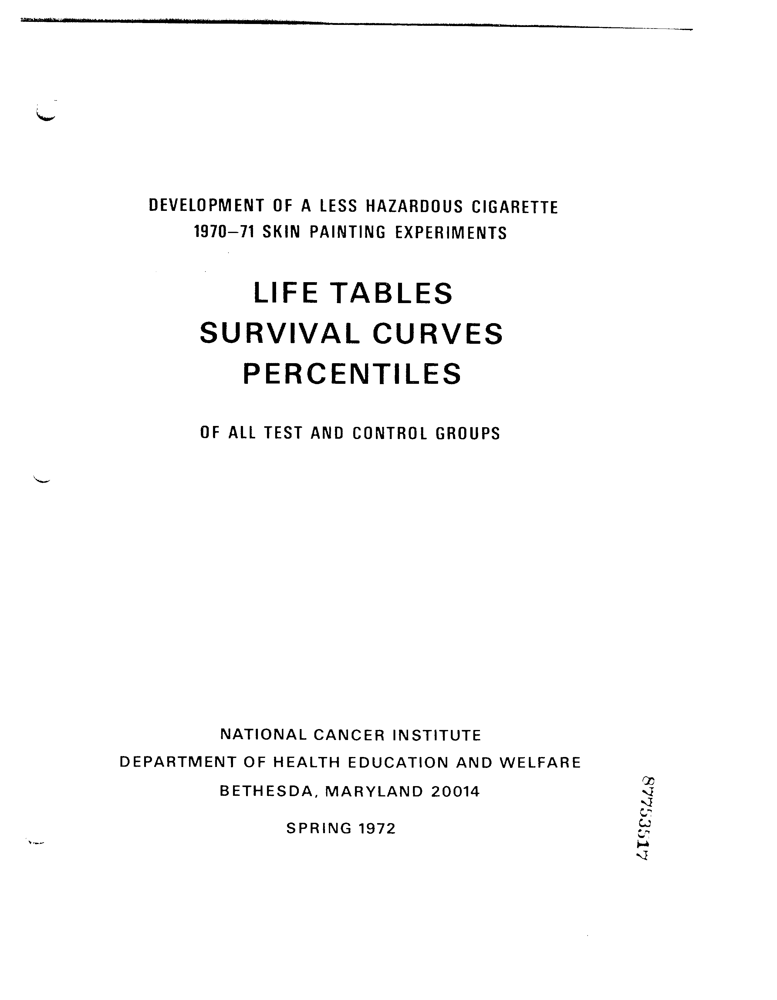 DEVELOPMENT OF A LESS HAZARDOUS CIGARETTE
1970–71 SKIN PAINTING EXPERIMENTS
LIFE TABLES
SURVIVAL CURVES
PERCENTILES
OF ALL TEST AND CONTROL GROUPS
NATIONAL CANCER INSTITUTE
DEPARTMENT OF HEALTH EDUCATION AND WELFARE
BETHESDA, MARYLAND 20014
SPRING 1972
87753517